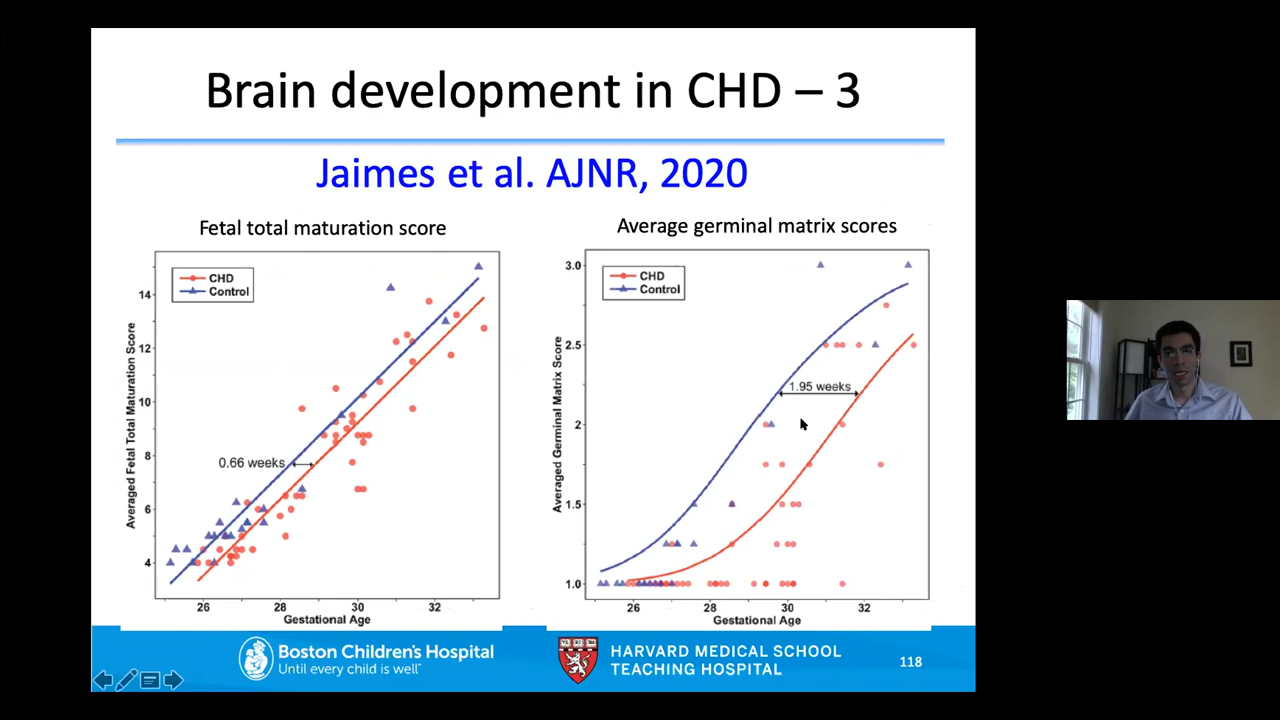 Brain development in CHD – 3
Jaimes et al. AJNR, 2020
Fetal total maturation score
CHD
Control
Averaged Fetal Total Maturation Score
14
12
10
8
6
4
0.66 weeks
26
28
30
32
Gestational Age
Average germinal matrix scores
CHD
Control
Averaged Germinal Matrix Score
3.0
2.5
2
1.5
1.0
1.95 weeks
26
28
30
32
Gestational Age
Boston Children's Hospital
Until every child is well™
HARVARD MEDICAL SCHOOL
TEACHING HOSPITAL
118